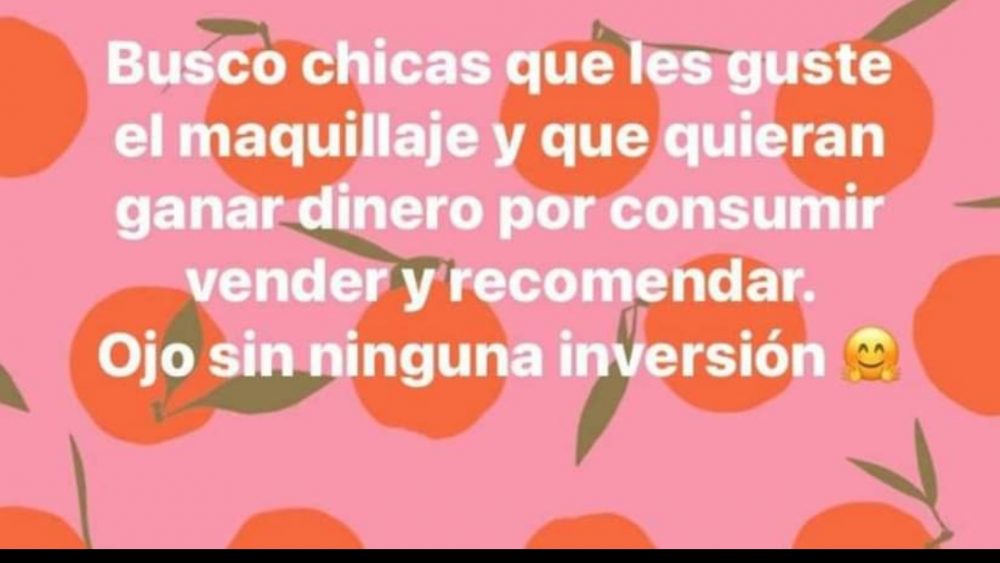 Busco chicas que les guste
el maquillaje y que quieran
ganar dinero por consumir
vender y recomendar.
Ojo sin ninguna inversión 🤗